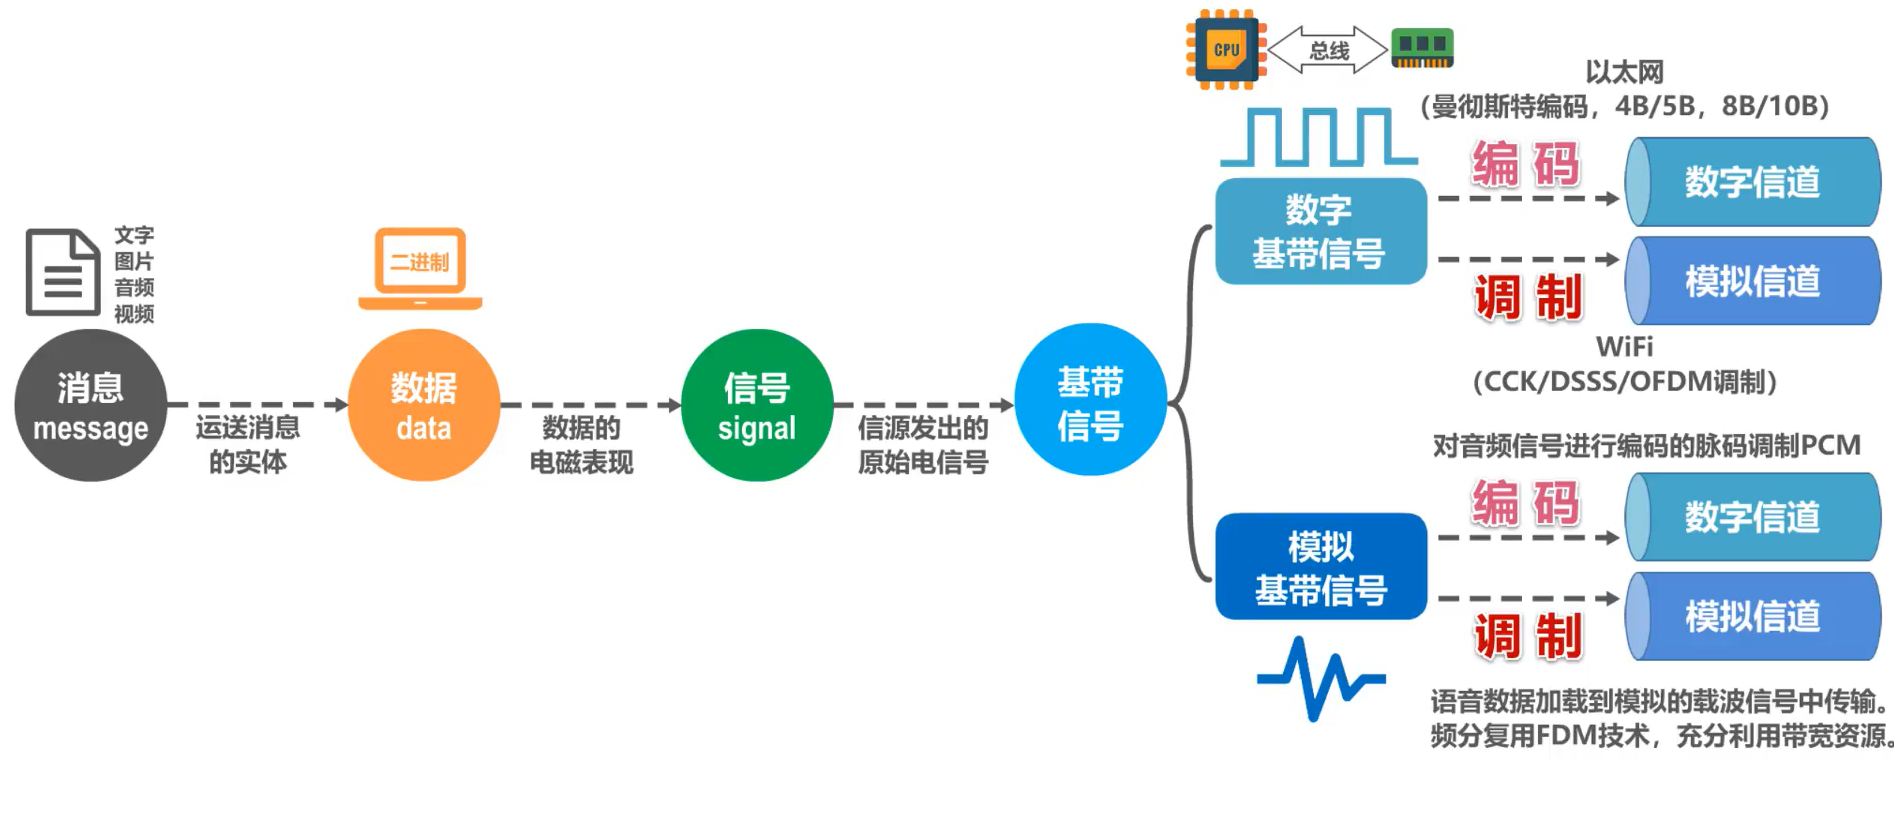 文字
图片
音频
视频
消息
message
运送消息
的实体
二进制
数据
data
数据的
电磁表现
信号
signal
信源发出的
原始电信号
基带
信号
CPU
总线
以太网
（曼彻斯特编码，4B/5B，8B/10B）
数字
基带信号
编 码
数字信道
调 制
模拟信道
WiFi
（CCK/DSSS/OFDM调制）
对音频信号进行编码的脉码调制PCM
模拟
基带信号
编 码
数字信道
调 制
模拟信道
语音数据加载到模拟的载波信号中传输。
频分复用FDM技术，充分利用带宽资源。